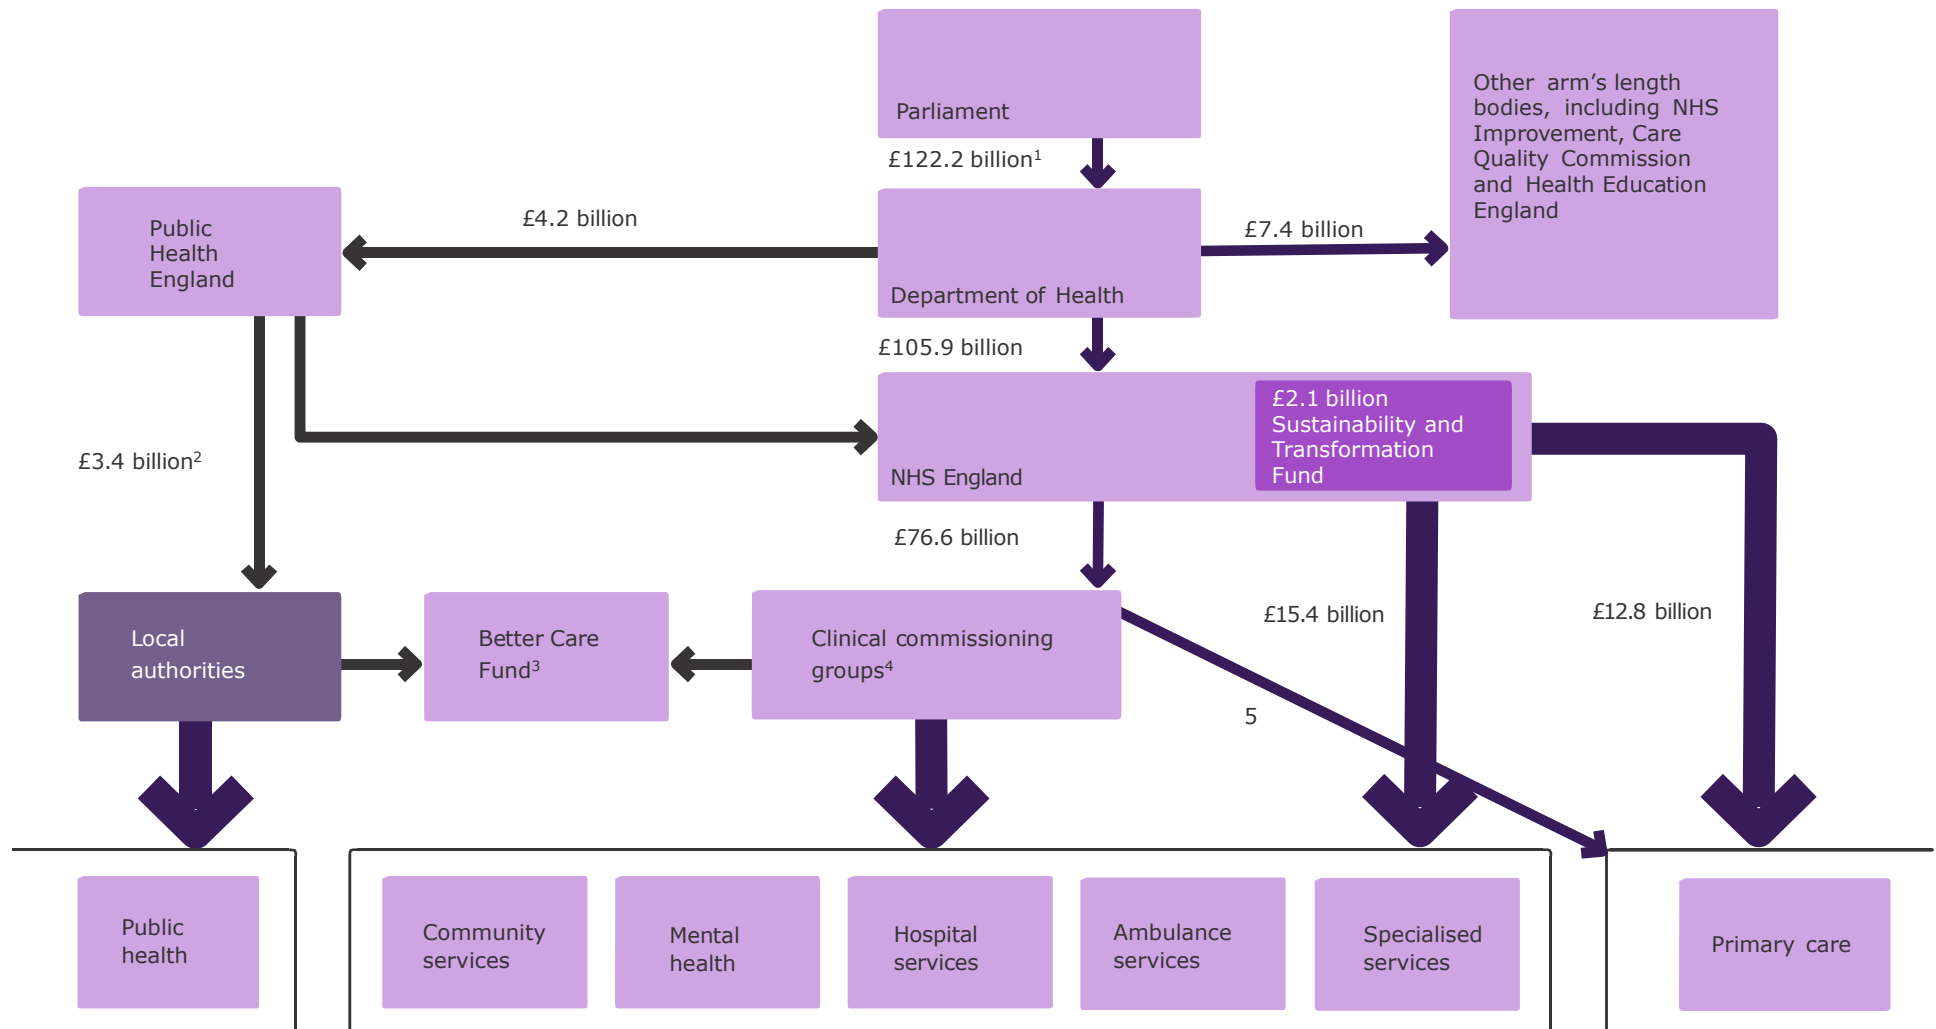 Parliament
Other arm’s length
bodies, including NHS
Improvement, Care
Quality Commission
and Health Education
England
£122.2 billion¹
Public
Health
England
£4.2 billion
£7.4 billion
Department of Health
£105.9 billion
£2.1 billion
Sustainability and
Transformation
Fund
NHS England
£3.4 billion²
£76.6 billion
£15.4 billion
£12.8 billion
Local
authorities
Better Care
Fund³
Clinical commissioning
groups⁴
5
Public
health
Community
services
Mental
health
Hospital
services
Ambulance
services
Specialised
services
Primary care